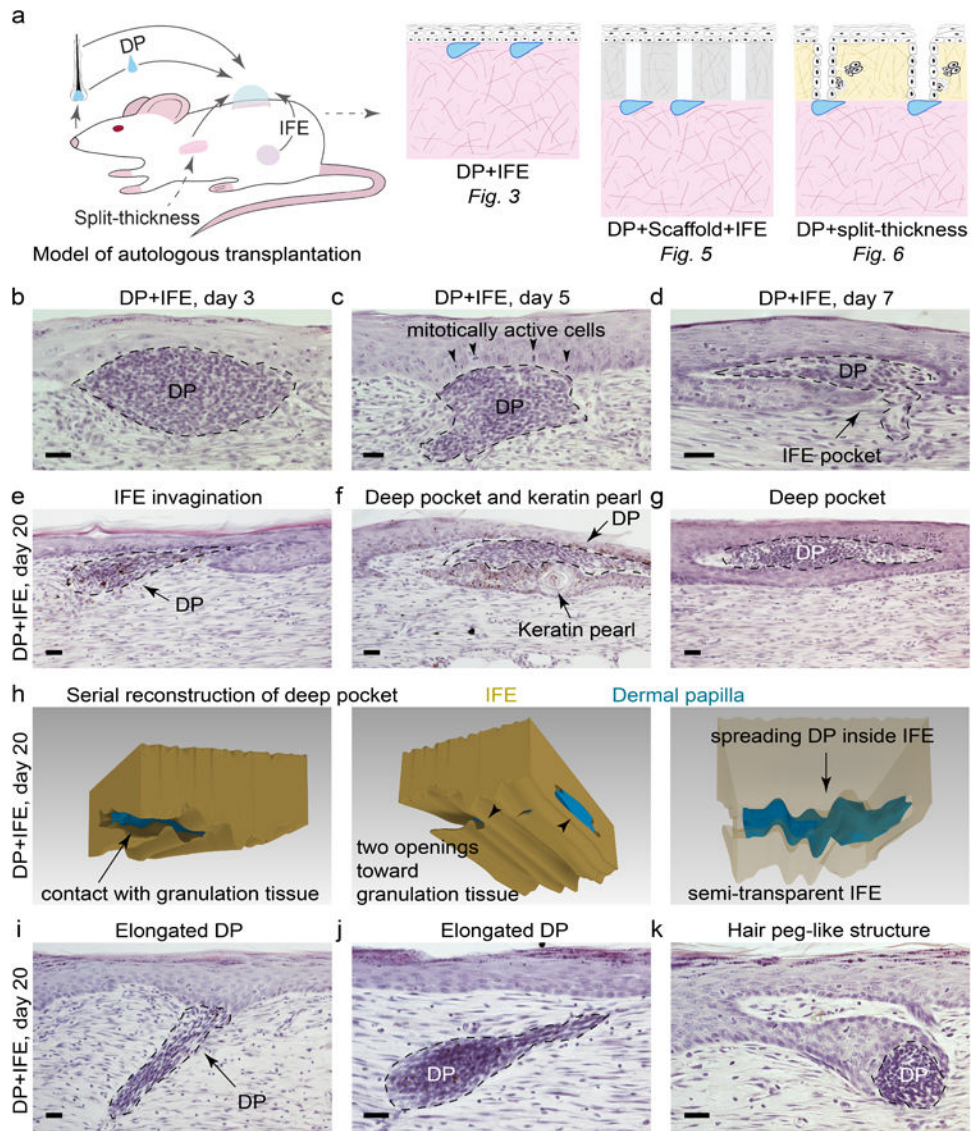 a
DP
IFE
Split-thickness
Model of autologous transplantation
DP+IFE
Fig. 3
DP+Scaffold+IFE
Fig. 5
DP+split-thickness
Fig. 6
b
DP+IFE, day 3
DP
c
DP+IFE, day 5
mitotically active cells
DP
d
DP+IFE, day 7
DP
IFE pocket
DP+IFE, day 20
e
IFE invagination
DP
f
Deep pocket and keratin pearl
DP
Keratin pearl
g
Deep pocket
DP
DP+IFE, day 20
h
Serial reconstruction of deep pocket
IFE
Dermal papilla
contact with granulation tissue
two openings
toward
granulation tissue
spreading DP inside IFE
semi-transparent IFE
DP+IFE, day 20
i
Elongated DP
DP
j
Elongated DP
DP
k
Hair peg-like structure
DP